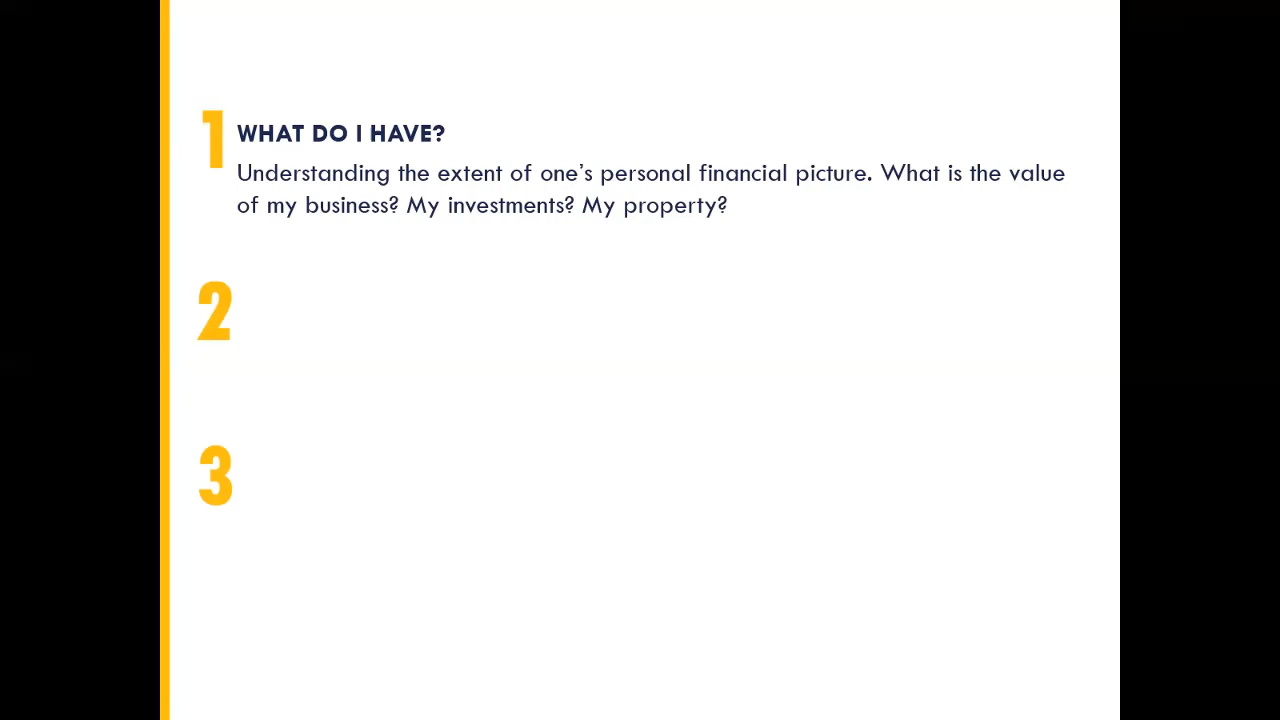 1 WHAT DO I HAVE?
Understanding the extent of one's personal financial picture. What is the value
of my business? My investments? My property?
2
3